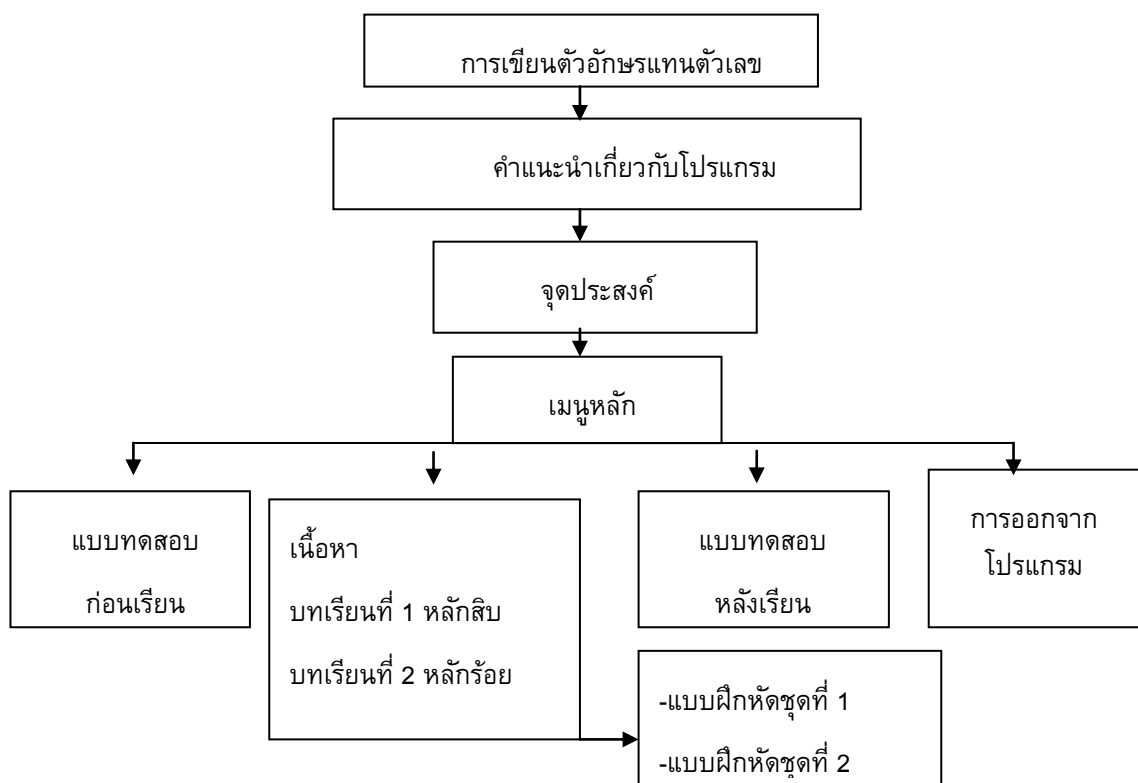 การเขียนตัวอักษรแทนตัวเลข
คำแนะนำเกี่ยวกับโปรแกรม
จุดประสงค์
เมนูหลัก
แบบทดสอบ
ก่อนเรียน
เนื้อหา
บทเรียนที่ 1 หลักสิบ
บทเรียนที่ 2 หลักร้อย
แบบทดสอบ
หลังเรียน
การออกจาก
โปรแกรม
-แบบฝึกหัดชุดที่ 1
-แบบฝึกหัดชุดที่ 2